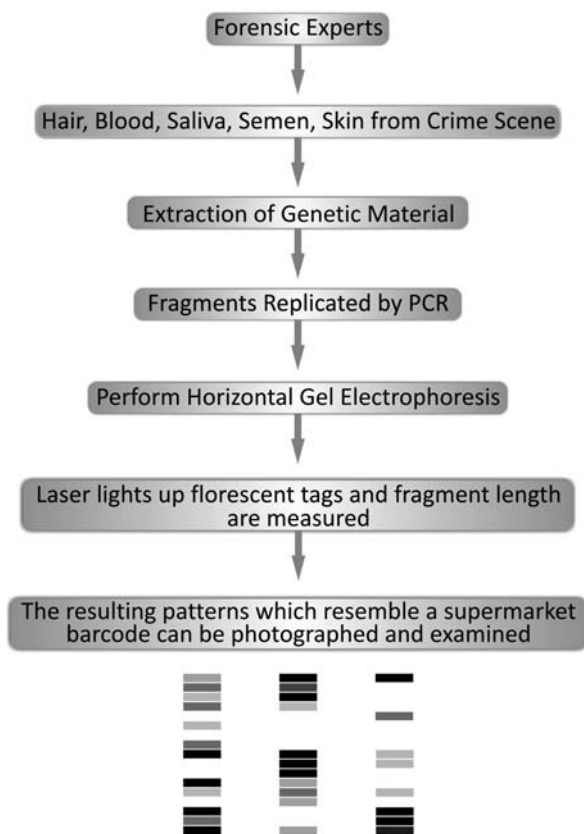 Forensic Experts
Hair, Blood, Saliva, Semen, Skin from Crime Scene
Extraction of Genetic Material
Fragments Replicated by PCR
Perform Horizontal Gel Electrophoresis
Laser lights up florescent tags and fragment length
are measured
The resulting patterns which resemble a supermarket
barcode can be photographed and examined